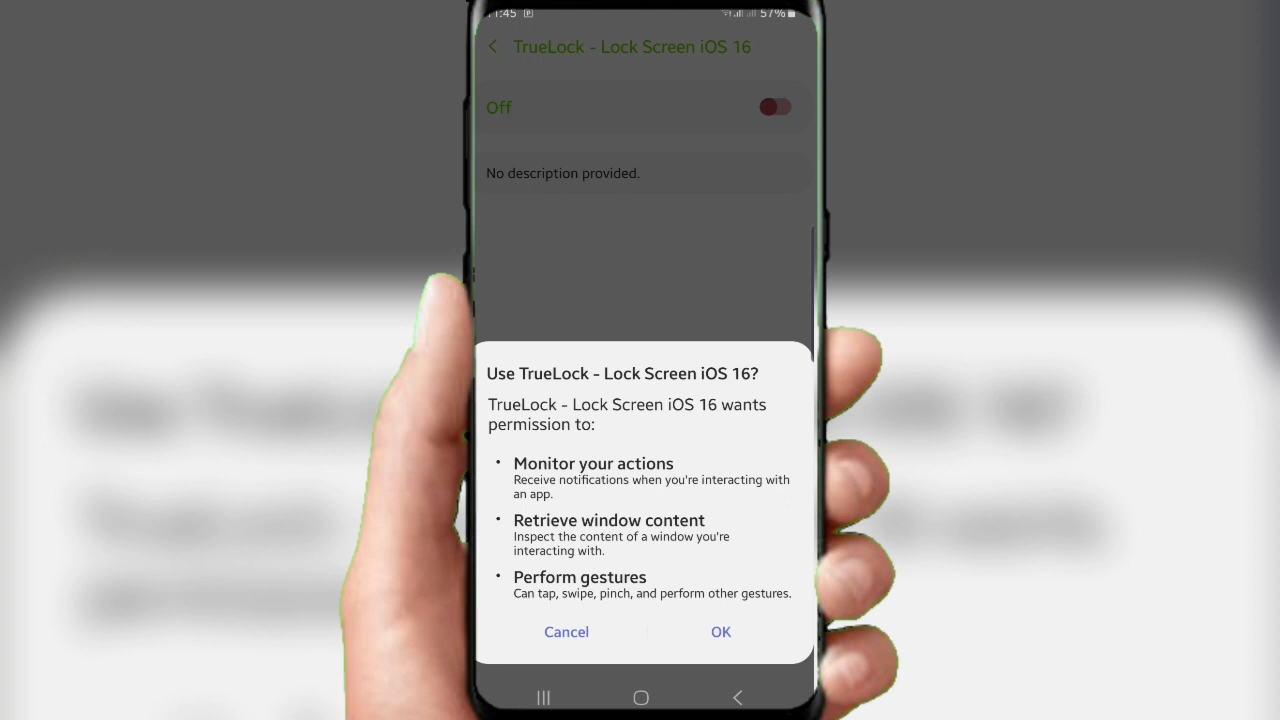 11:45
57%
TrueLock - Lock Screen iOS 16
Off
No description provided.
Use TrueLock - Lock Screen iOS 16?
TrueLock - Lock Screen iOS 16 wants
permission to:
• Monitor your actions
Receive notifications when you're interacting with
an app.
• Retrieve window content
Inspect the content of a window you're
interacting with.
• Perform gestures
Can tap, swipe, pinch, and perform other gestures.
Cancel
OK